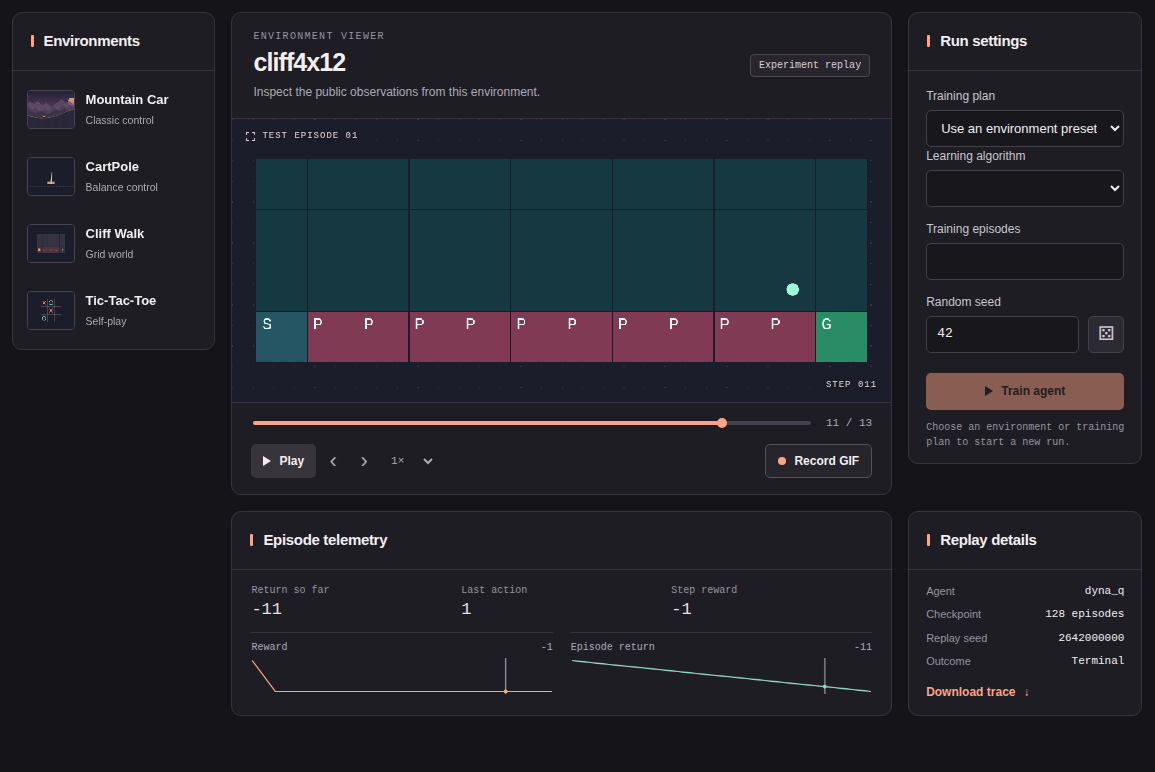 Environments
Mountain Car
Classic control
CartPole
Balance control
Cliff Walk
Grid world
Tic-Tac-Toe
Self-play
ENVIRONMENT VIEWER
cliff4x12
Experiment replay
Inspect the public observations from this environment.
TEST EPISODE 01
S P P P P P P P P P P G
STEP 011
11 / 13
Play
1×
Record GIF
Episode telemetry
Return so far
-11
Last action
1
Step reward
-1
Reward -1
Episode return -11
Run settings
Training plan
Use an environment preset
Learning algorithm
Training episodes
Random seed
42
Train agent
Choose an environment or training
plan to start a new run.
Replay details
Agent dyna_q
Checkpoint 128 episodes
Replay seed 2642000000
Outcome Terminal
Download trace ↓